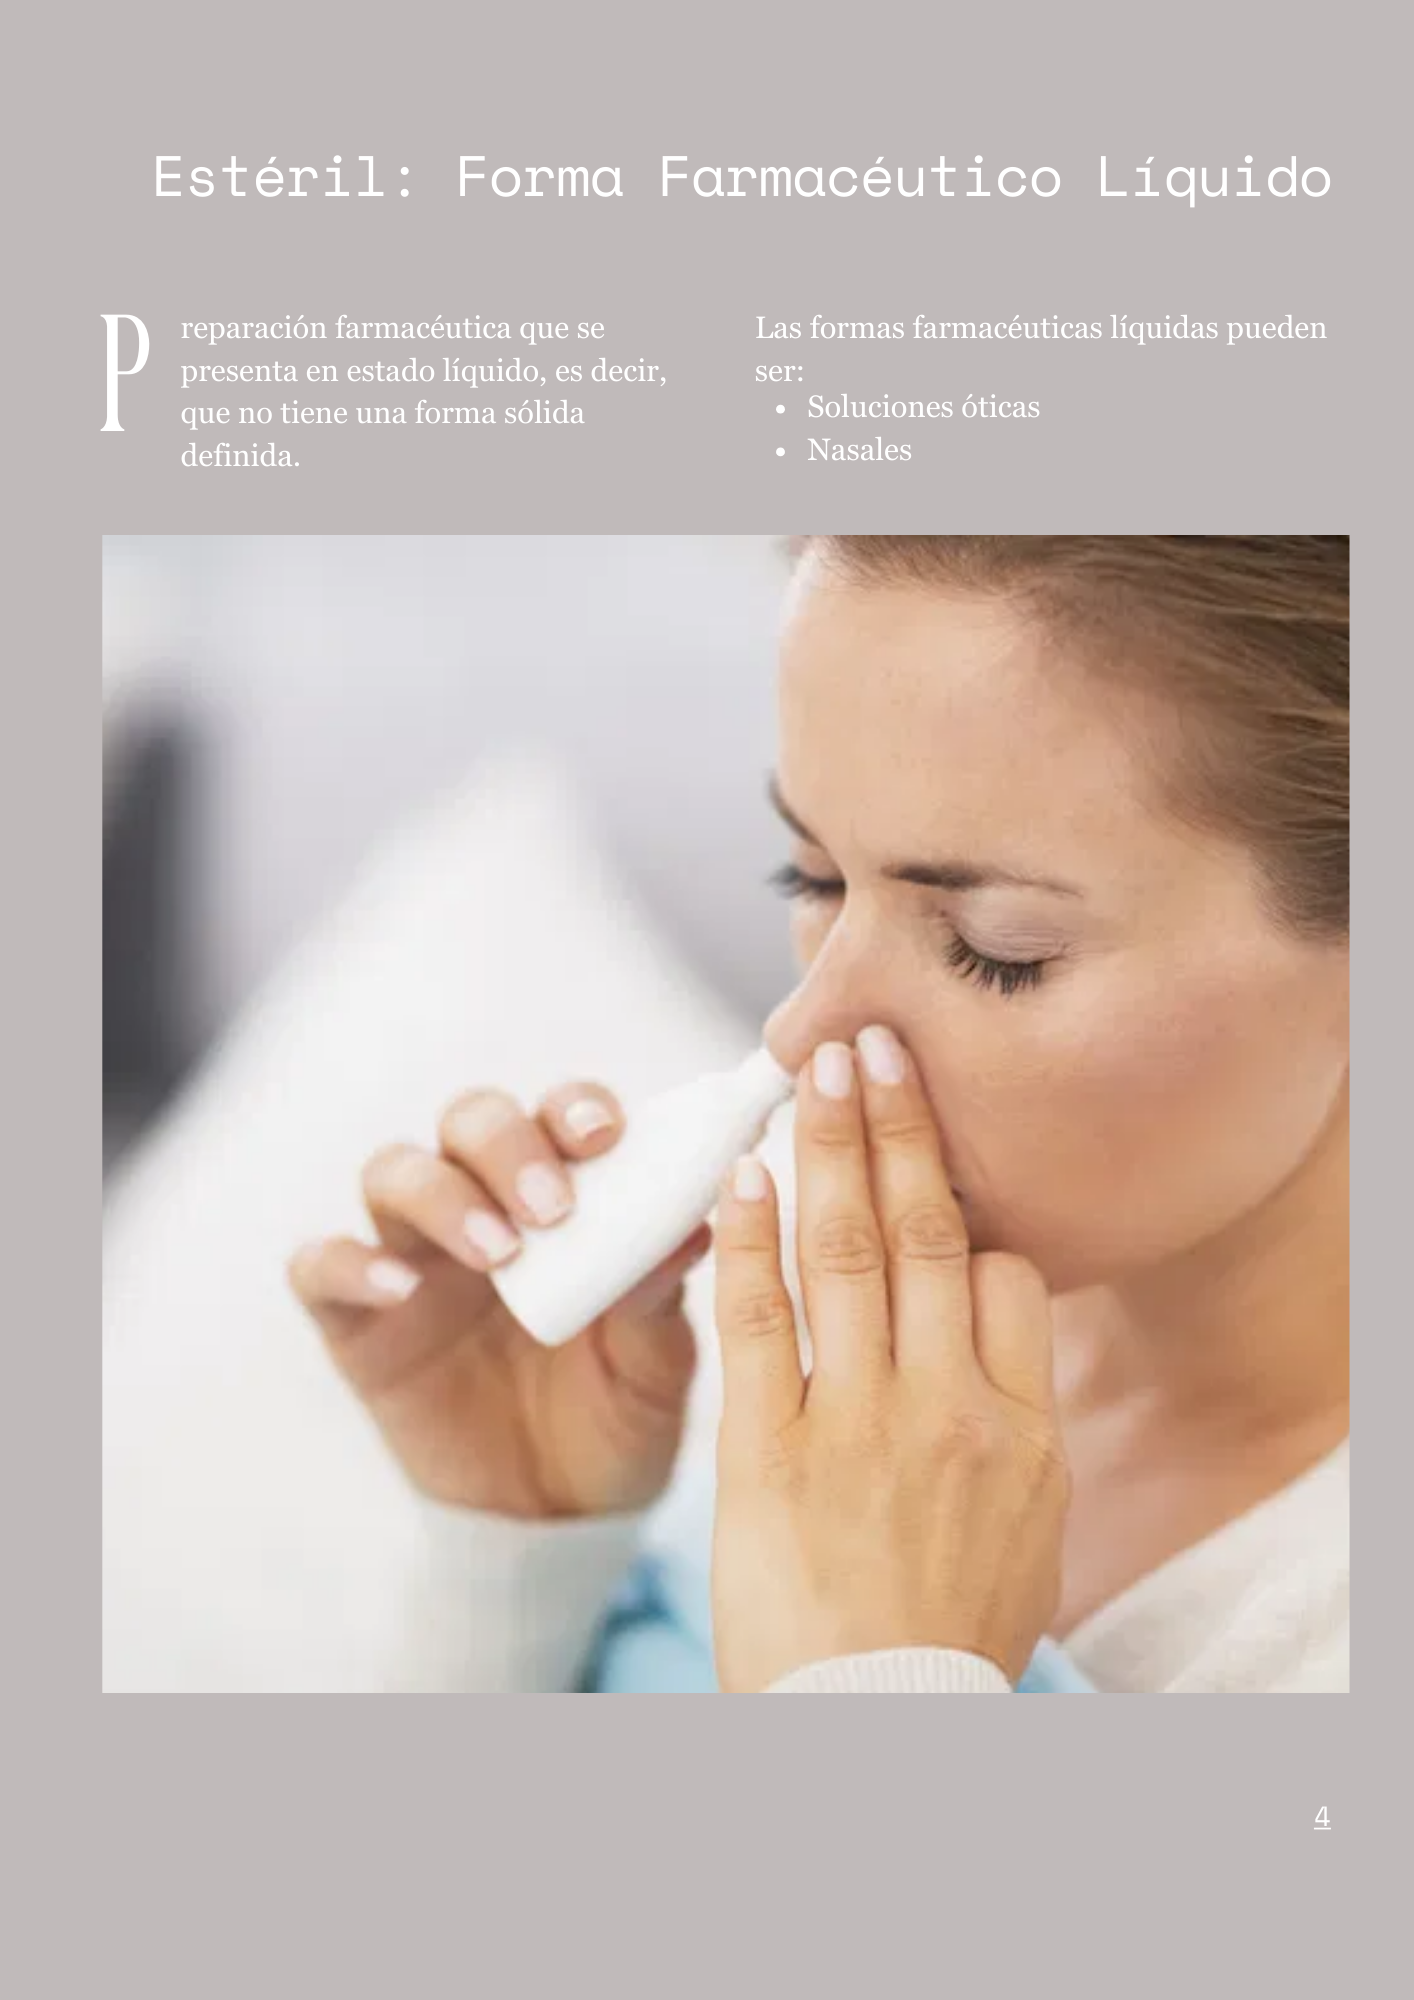 Estéril: Forma Farmacéutico Líquido
Preparación farmacéutica que se
presenta en estado líquido, es decir,
que no tiene una forma sólida
definida.
Las formas farmacéuticas líquidas pueden
ser:
• Soluciones óticas
• Nasales
4